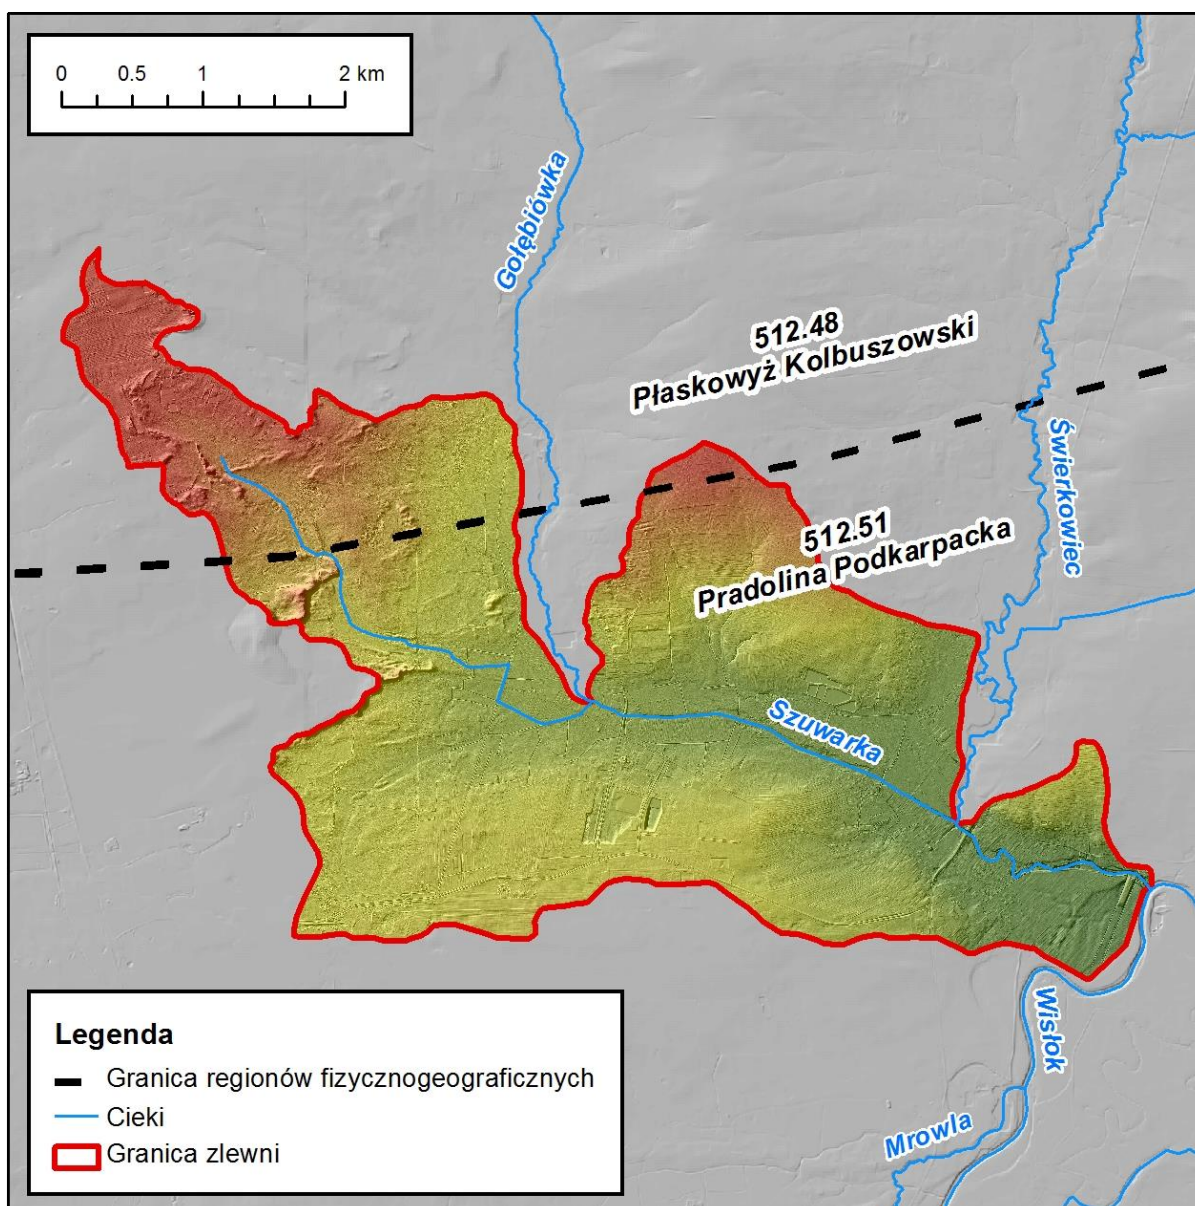 0 0.5 1 2 km
Gołębiówka
512.48
Płaskowyż Kolbuszowski
Świerkowiec
512.51
Pradolina Podkarpacka
Szuwarka
Wisłok
Mrowla
Legenda
Granica regionów fizycznogeograficznych
Cieki
Granica zlewni